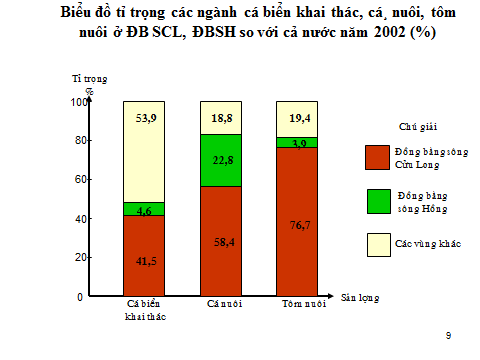 Biểu đồ tỉ trọng các ngành cá biển khai thác, cá¸ nuôi, tôm
nuôi ở ĐB SCL, ĐBSH so với cả nước năm 2002 (%)
Tỉ trọng
%
100
80
60
40
20
0
53,9
4,6
41,5
18,8
22,8
58,4
19,4
3,9
76,7
Cá biển
khai thác
Cá nuôi
Tôm nuôi
Sản lượng
Chú giải
Đồng bằng sông
Cửu Long
Đồng bằng
sông Hồng
Các vùng khác
9